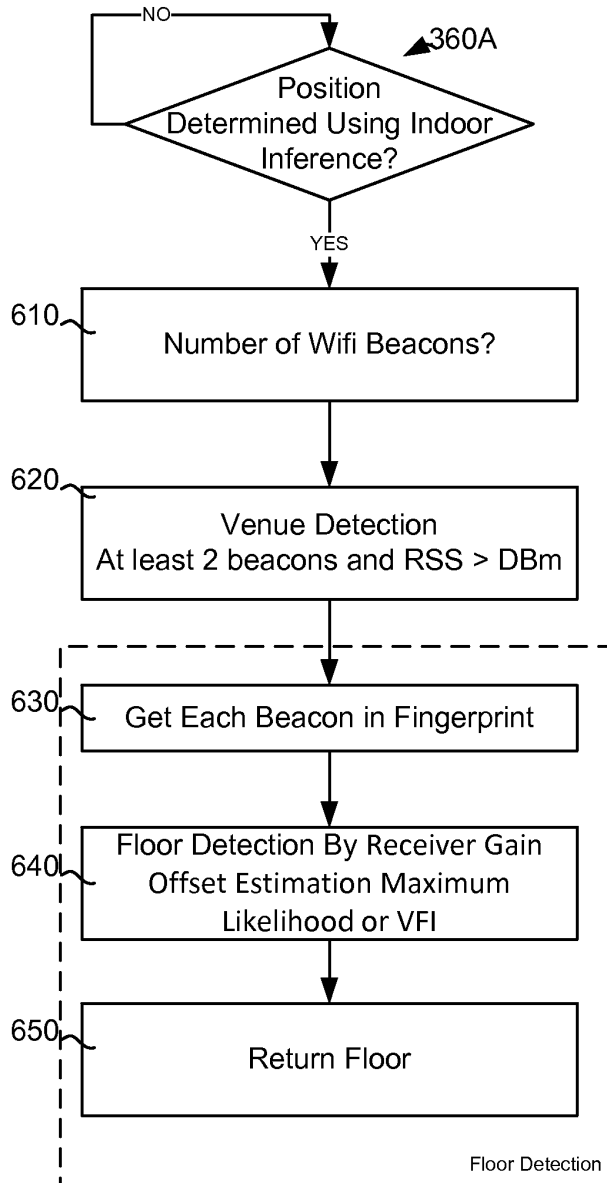 NO
360A
Position
Determined Using Indoor
Inference?
YES
610
Number of Wifi Beacons?
620
Venue Detection
At least 2 beacons and RSS > DBm
630
Get Each Beacon in Fingerprint
640
Floor Detection By Receiver Gain
Offset Estimation Maximum
Likelihood or VFI
650
Return Floor
Floor Detection